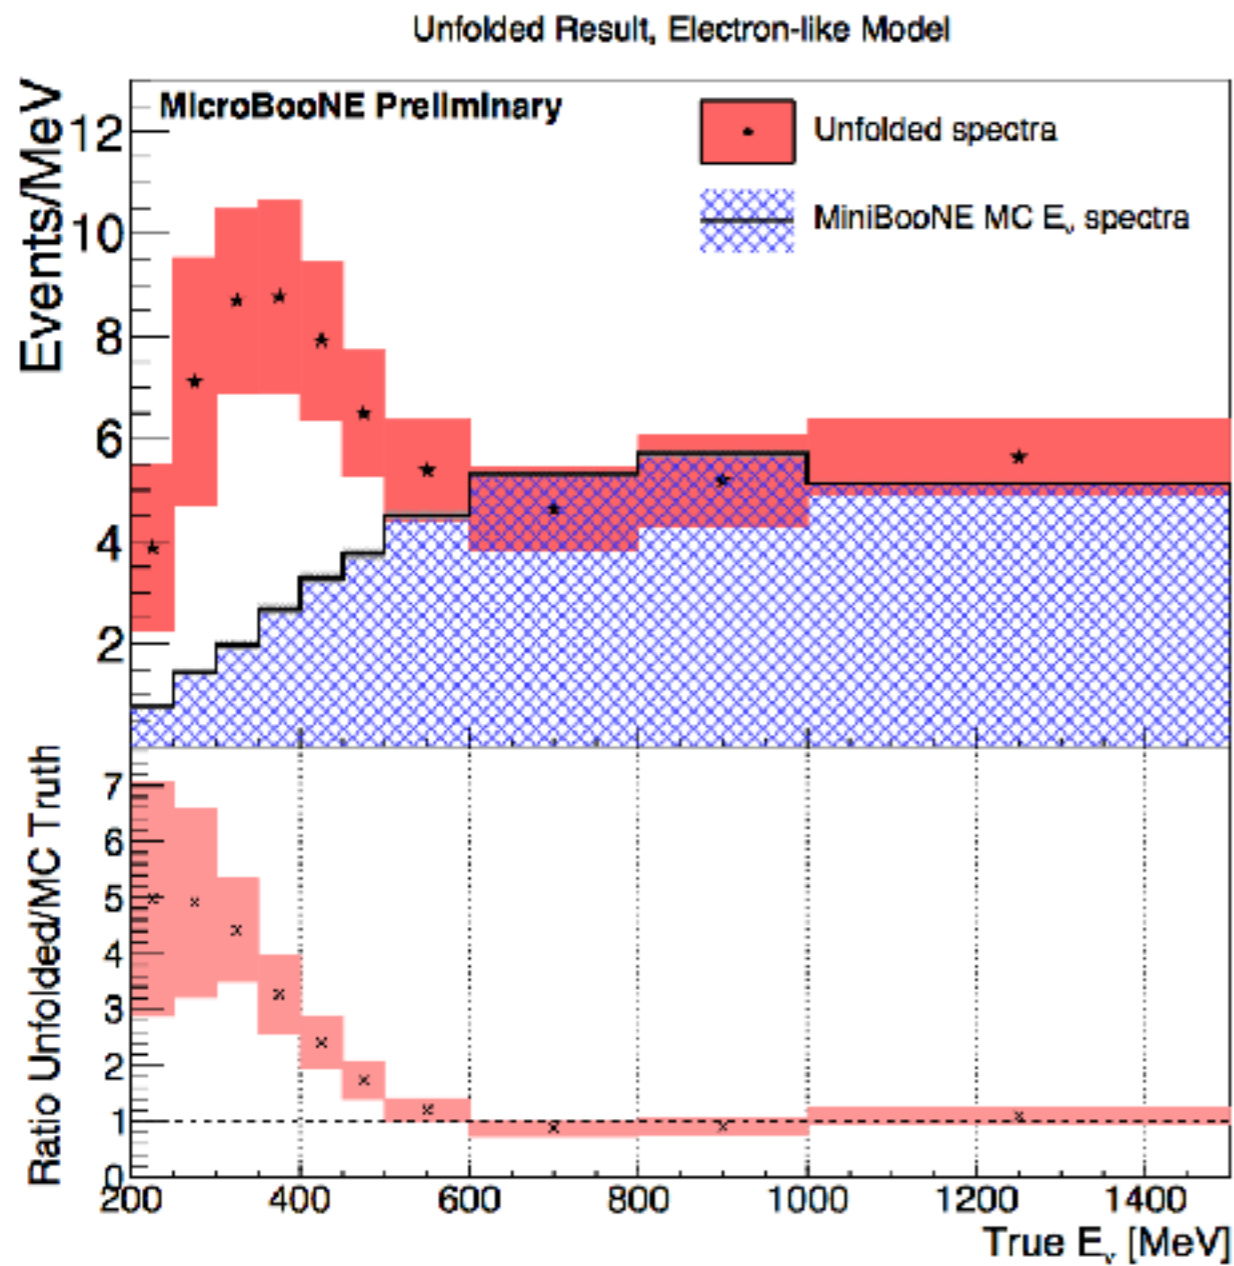 Unfolded Result, Electron-like Model
MicroBooNE Preliminary
Unfolded spectra
MiniBooNE MC Eν spectra
Events/MeV
12
10
8
6
4
2
Ratio Unfolded/MC Truth
7
6
5
4
3
2
1
0
200 400 600 800 1000 1200 1400
True Eν [MeV]